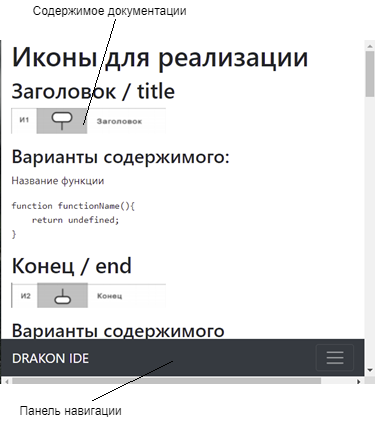 Содержимое документации
Иконы для реализации
Заголовок / title
И1 Заголовок
Варианты содержимого:
Название функции
function functionName(){
return undefined;
}
Конец / end
И2 Конец
Варианты содержимого
DRAKON IDE
Панель навигации